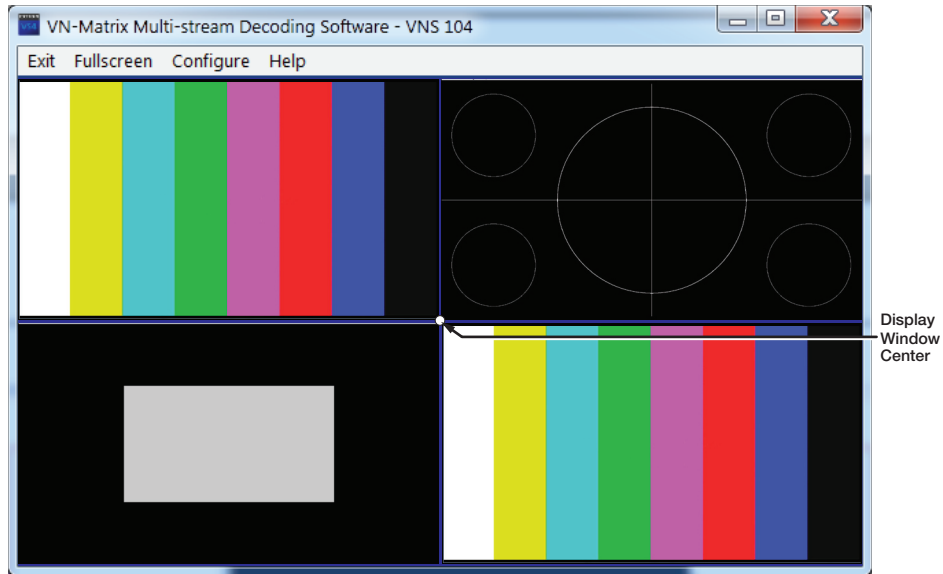 VN-Matrix Multi-stream Decoding Software - VNS 104
Exit Fullscreen Configure Help
Display
Window
Center